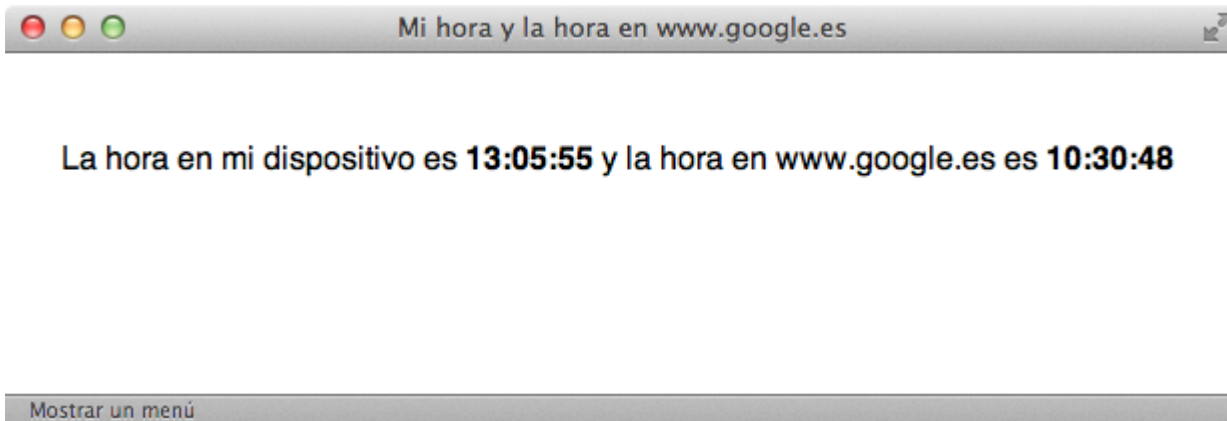 Mi hora y la hora en www.google.es
La hora en mi dispositivo es 13:05:55 y la hora en www.google.es es 10:30:48
Mostrar un menú